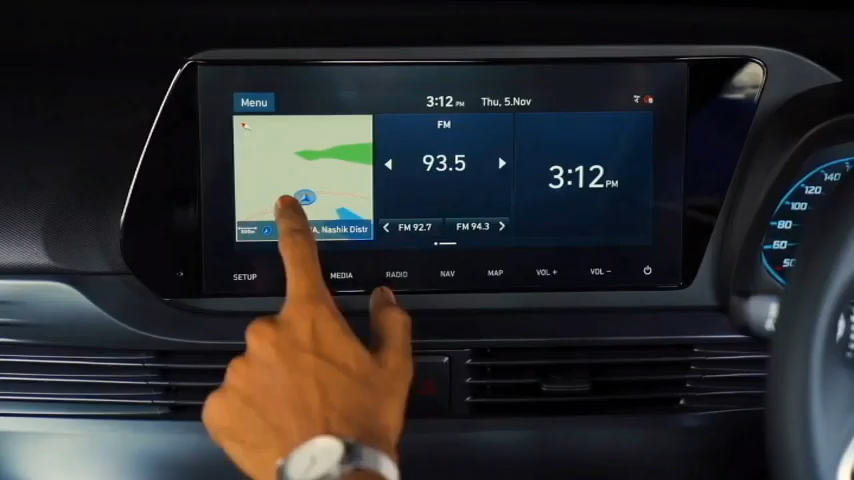 Menu
3:12 PM Thu, 5.Nov
FM
93.5
3:12 PM
FM 92.7 FM 94.3
Nashik Distr
SETUP MEDIA RADIO NAV MAP VOL + VOL −
140
120
100
80
60